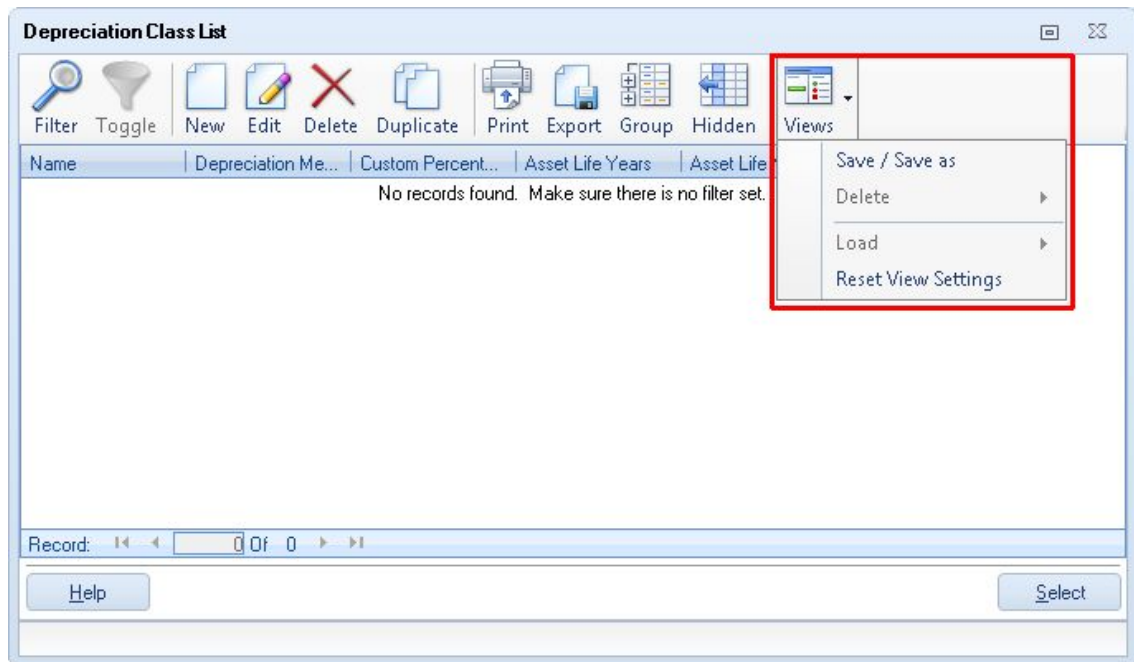 Depreciation Class List
Filter Toggle New Edit Delete Duplicate Print Export Group Hidden Views
Name Depreciation Me... Custom Percent... Asset Life Years Asset Life
No records found. Make sure there is no filter set.
Save / Save as
Delete
Load
Reset View Settings
Record: 0 Of 0
Help Select